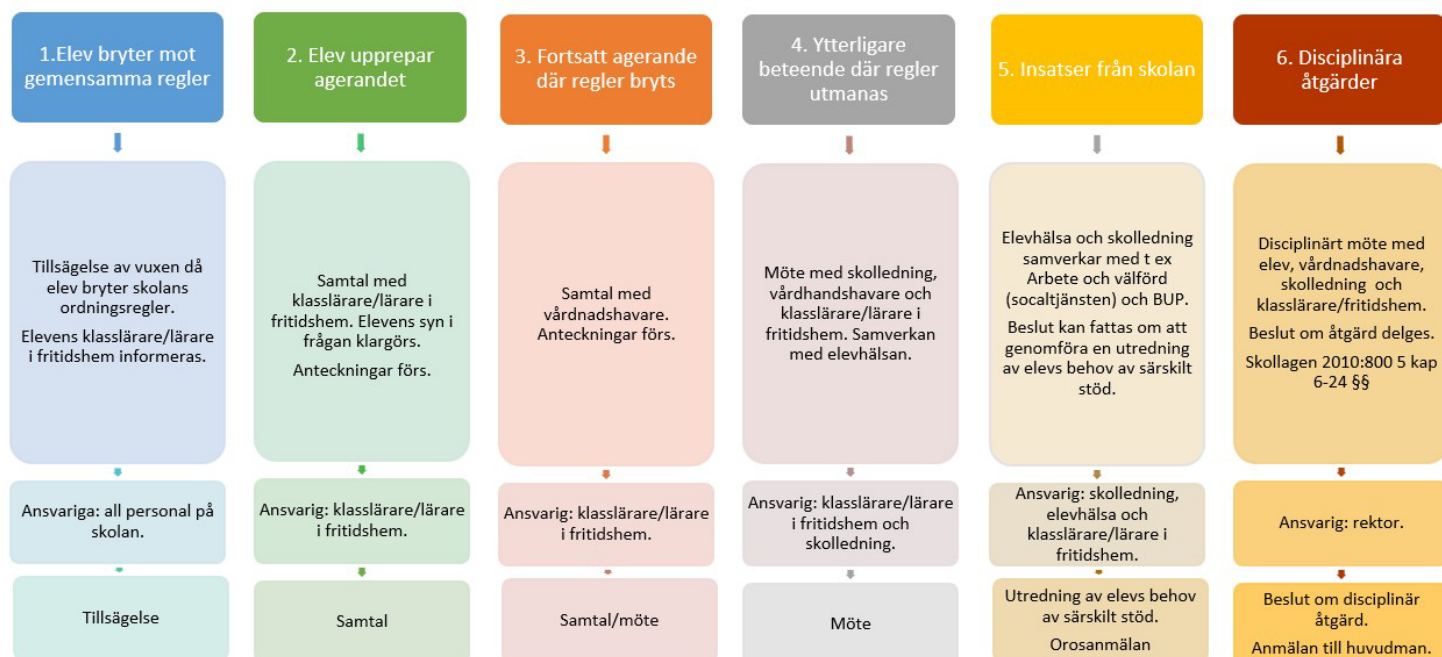 1.Elev bryter mot
gemensamma regler
Tillsägelse av vuxen då
elev bryter skolans
ordningsregler.
Elevens klasslärare/lärare
i fritidshem informeras.
Ansvariga: all personal på
skolan.
Tillsägelse
2. Elev upprepar
agerandet
Samtal med
klasslärare/lärare i
fritidshem. Elevens syn i
frågan klargörs.
Anteckningar förs.
Ansvarig: klasslärare/lärare
i fritidshem.
Samtal
3. Fortsatt agerande
där regler bryts
Samtal med
vårdnadshavare.
Anteckningar förs.
Ansvarig: klasslärare/lärare
i fritidshem.
Samtal/möte
4. Ytterligare
beteende där regler
utmanas
Möte med skolledning,
vårdhandshavare och
klasslärare/lärare i
fritidshem. Samverkan
med elevhälsan.
Ansvarig: klasslärare/lärare
i fritidshem och
skolledning.
Möte
5. Insatser från skolan
Elevhälsa och skolledning
samverkar med t ex
Arbete och välförd
(socaltjänsten) och BUP.
Beslut kan fattas om att
genomföra en utredning
av elevs behov av särskilt
stöd.
Ansvarig: skolledning,
elevhälsa och
klasslärare/lärare i
fritidshem.
Utredning av elevs behov
av särskilt stöd.
Orosanmälan
6. Disciplinära
åtgärder
Disciplinärt möte med
elev, vårdnadshavare,
skolledning och
klasslärare/fritidshem.
Beslut om åtgärd delges.
Skollagen 2010:800 5 kap
6-24 §§
Ansvarig: rektor.
Beslut om disciplinär
åtgärd.
Anmälan till huvudman.